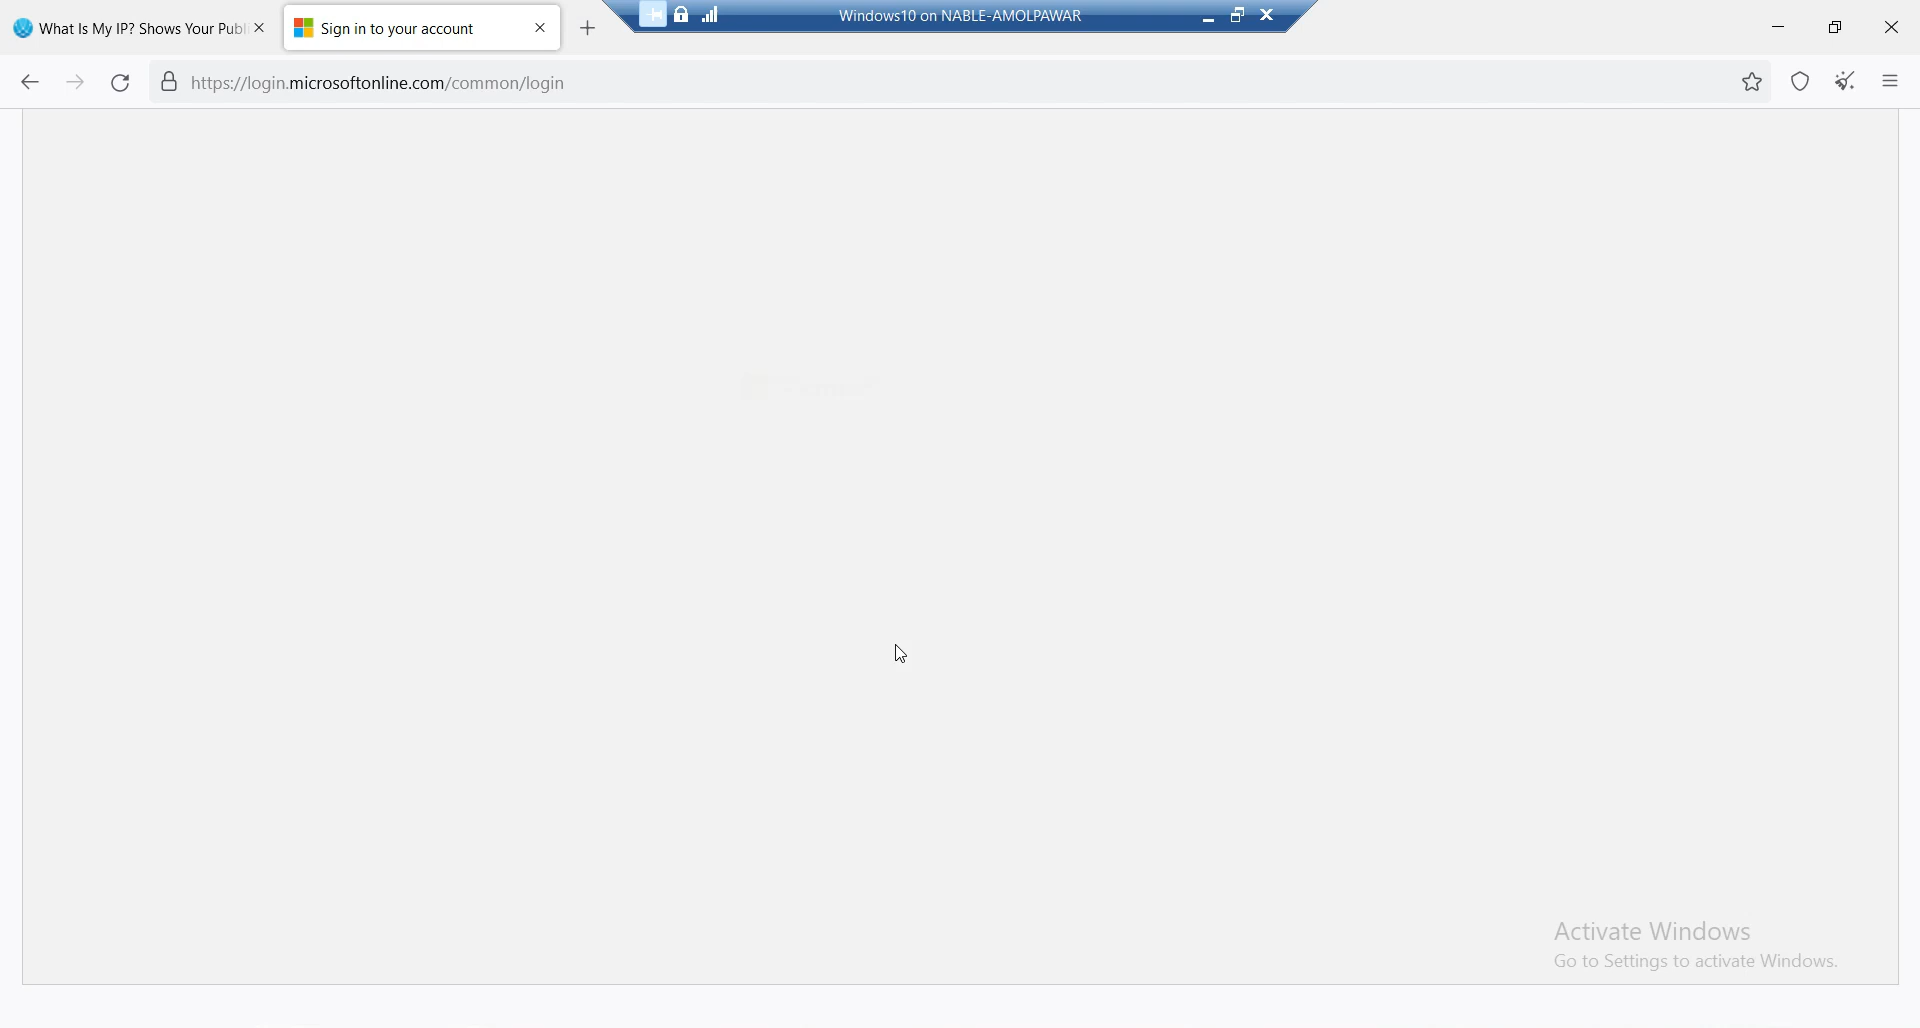 What Is My IP? Shows Your Publi
Sign in to your account
Windows10 on NABLE-AMOLPAWAR
https://login.microsoftonline.com/common/login
Activate Windows
Go to Settings to activate Windows.